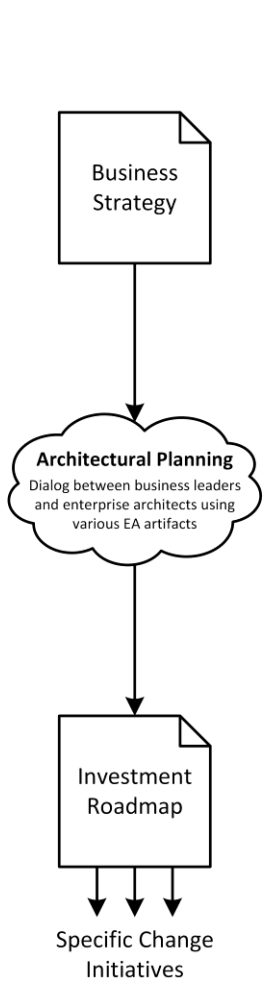 Business
Strategy
Architectural Planning
Dialog between business leaders
and enterprise architects using
various EA artifacts
Investment
Roadmap
Specific Change
Initiatives